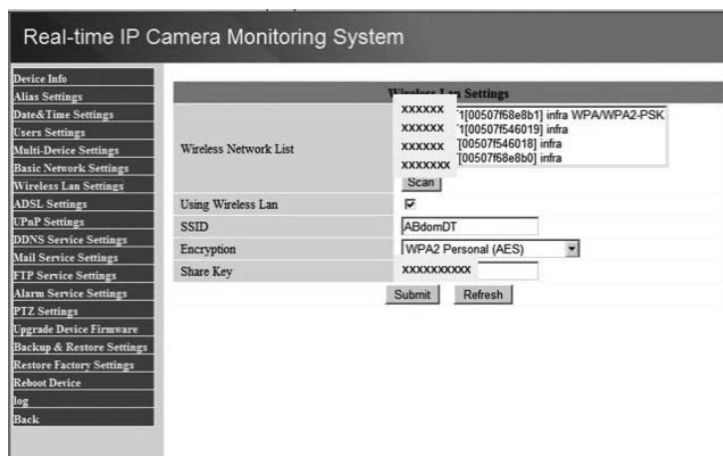 Real-time IP Camera Monitoring System
Device Info
Alias Settings
Date&Time Settings
Users Settings
Multi-Device Settings
Basic Network Settings
Wireless Lan Settings
ADSL Settings
UPnP Settings
DDNS Service Settings
Mail Service Settings
FTP Service Settings
Alarm Service Settings
PTZ Settings
Upgrade Device Firmware
Backup & Restore Settings
Restore Factory Settings
Reboot Device
log
Back
Wireless Lan Settings
Wireless Network List
xxxxxx 1[00507f68e8b1] infra WPA/WPA2-PSK
xxxxxx 1[00507f546019] infra
xxxxxx [00507f546018] infra
xxxxxxx [00507f68e8b0] infra
Scan
Using Wireless Lan
SSID ABdomDT
Encryption WPA2 Personal (AES)
Share Key xxxxxxxxxx
Submit Refresh